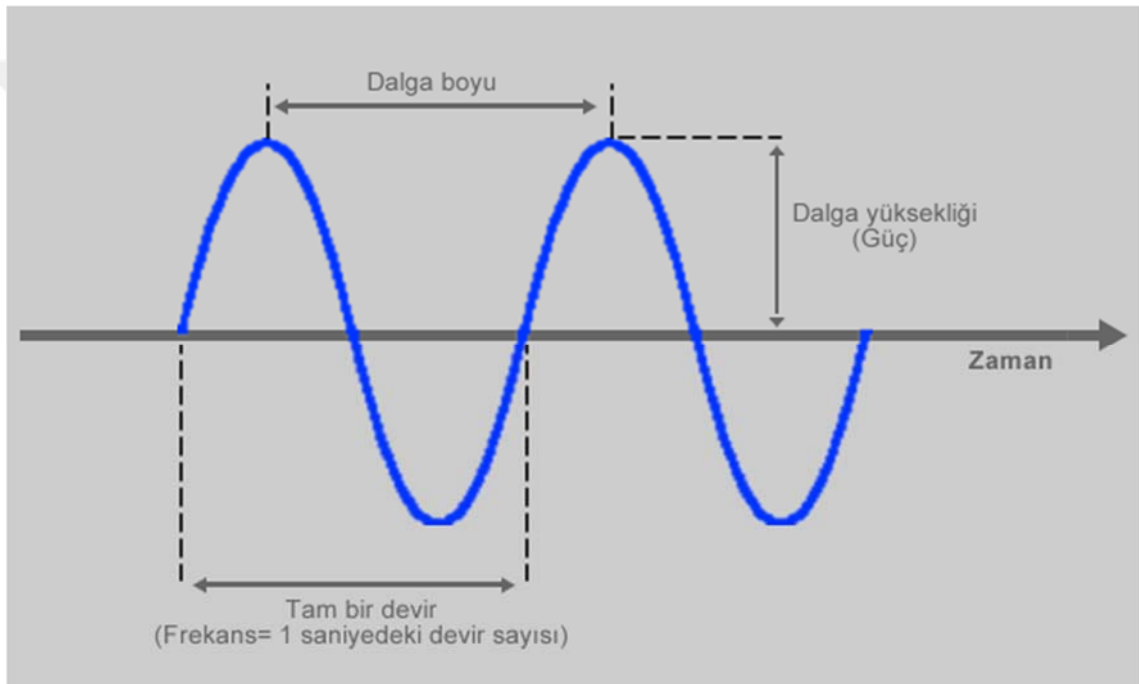 Dalga boyu
Dalga yüksekliği
(Güç)
Zaman
Tam bir devir
(Frekans= 1 saniyedeki devir sayısı)